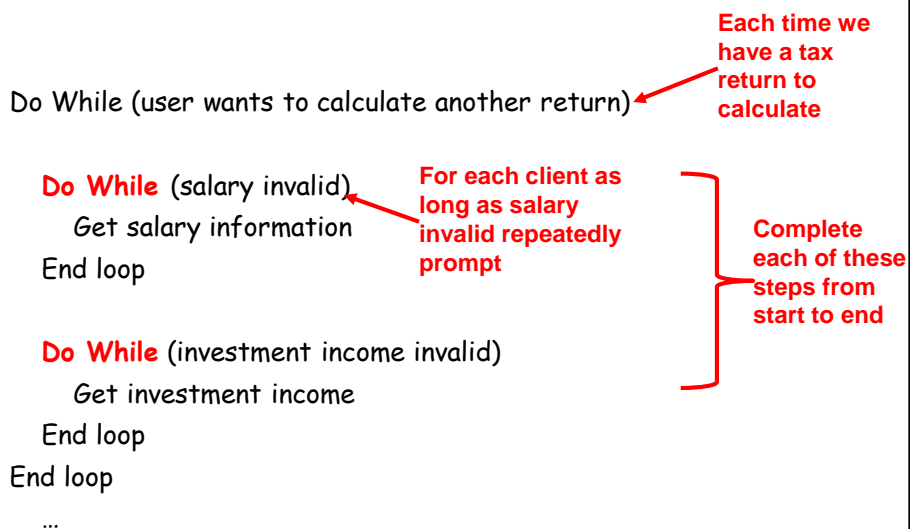 Each time we
have a tax
return to
calculate
Do While (user wants to calculate another return)
Do While (salary invalid)
Get salary information
End loop
For each client as
long as salary
invalid repeatedly
prompt
Complete
each of these
steps from
start to end
Do While (investment income invalid)
Get investment income
End loop
End loop
…